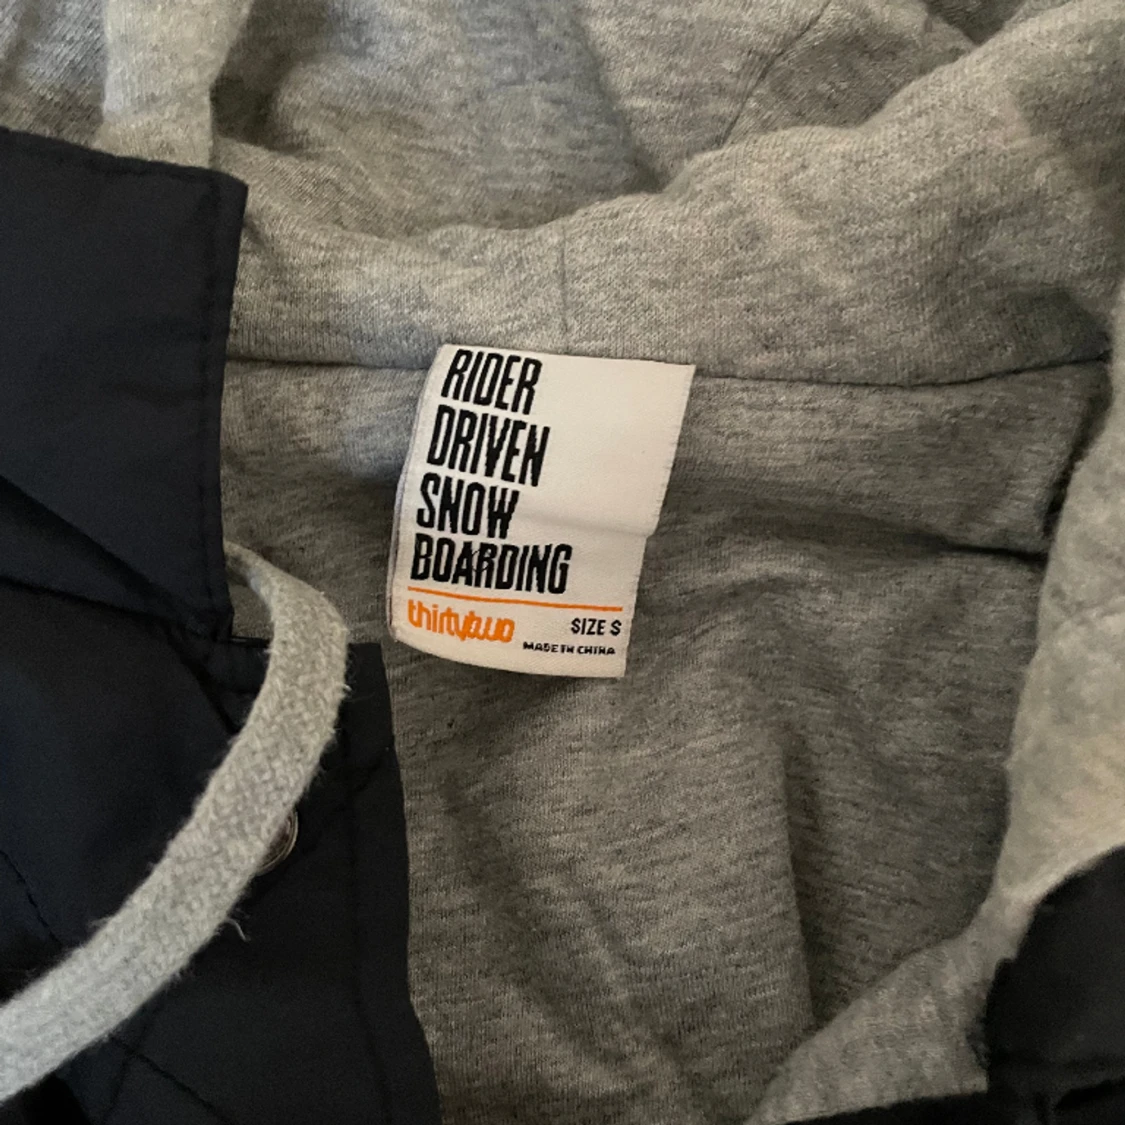 RIDER
DRIVEN
SNOW
BOARDING
thirtytwo
SIZE S
MADE IN CHINA